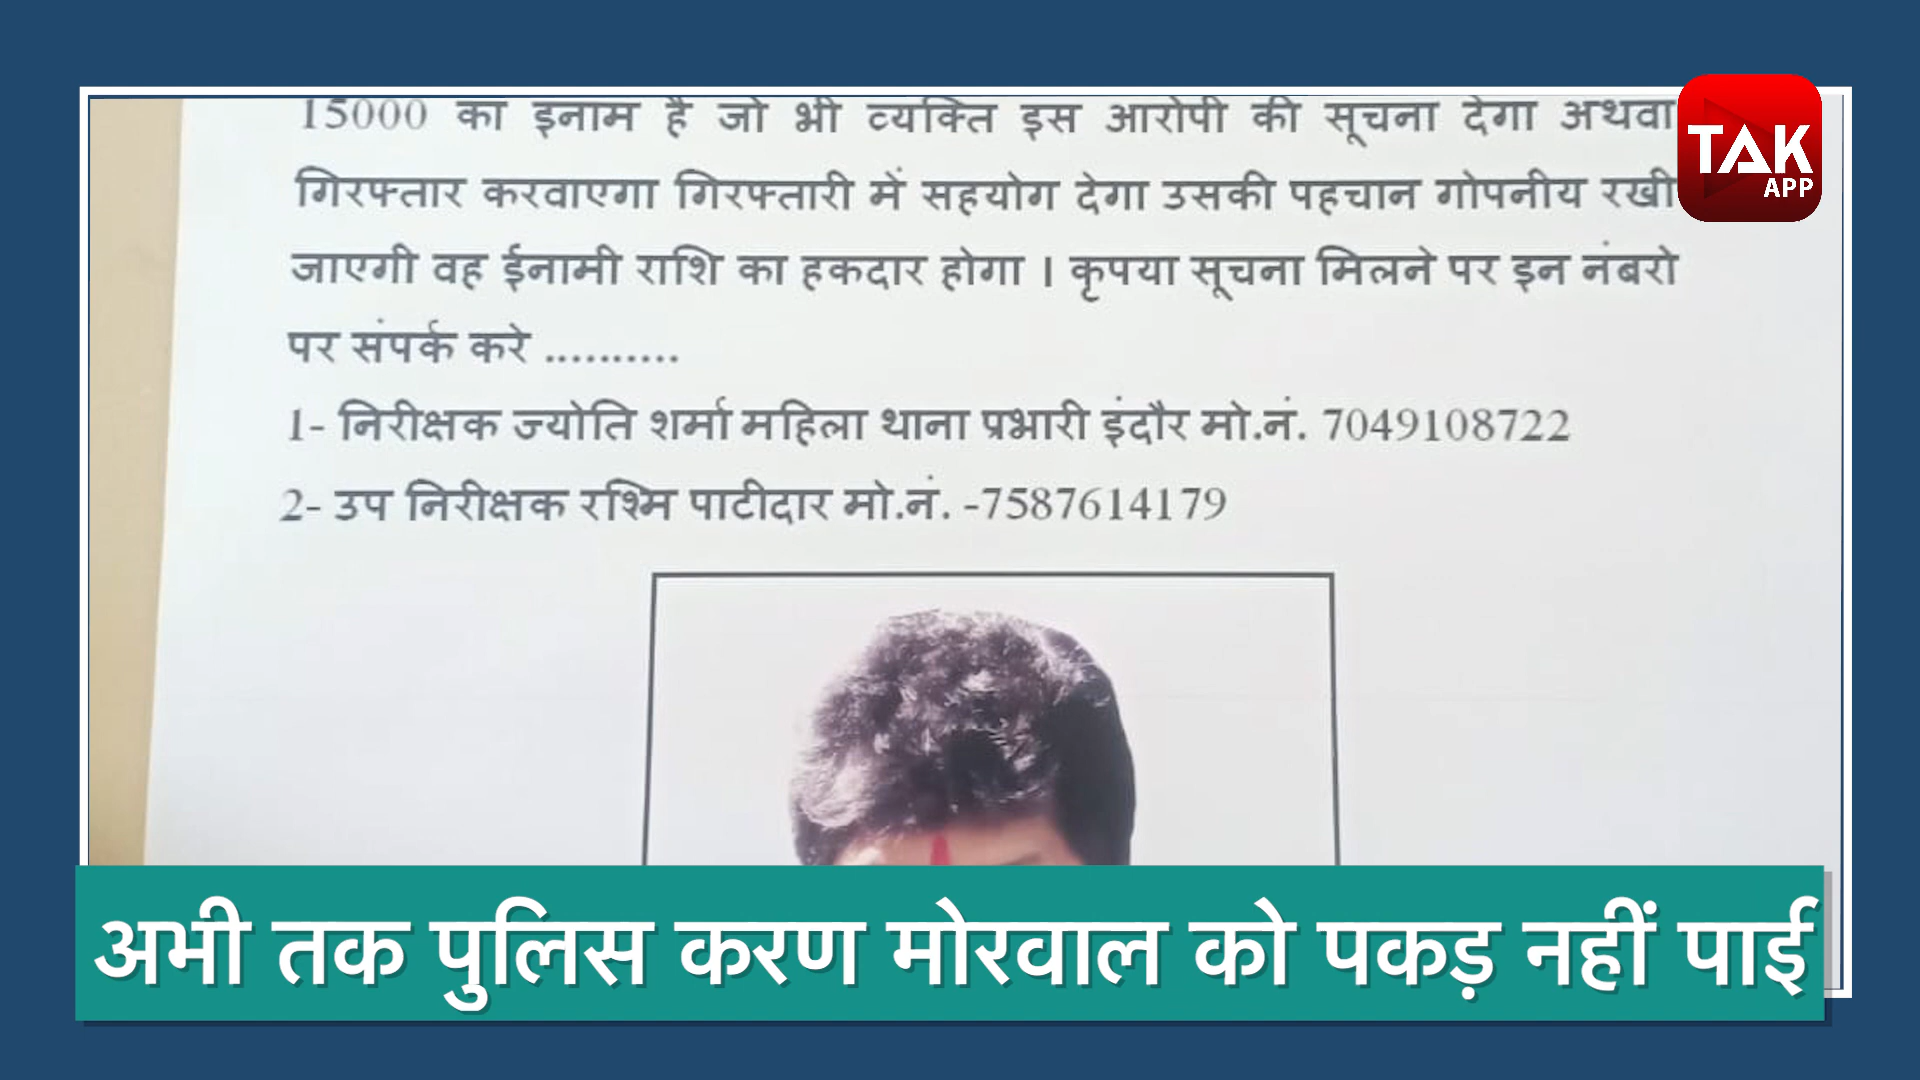 15000 का इनाम है जो भी व्यक्ति इस आरोपी की सूचना देगा अथवा
गिरफ्तार करवाएगा गिरफ्तारी में सहयोग देगा उसकी पहचान गोपनीय रखी
जाएगी वह ईनामी राशि का हकदार होगा । कृपया सूचना मिलने पर इन नंबरो
पर संपर्क करे ..........
1- निरीक्षक ज्योति शर्मा महिला थाना प्रभारी इंदौर मो.नं. 7049108722
2- उप निरीक्षक रश्मि पाटीदार मो.नं. -7587614179
TAK
APP
अभी तक पुलिस करण मोरवाल को पकड़ नहीं पाई